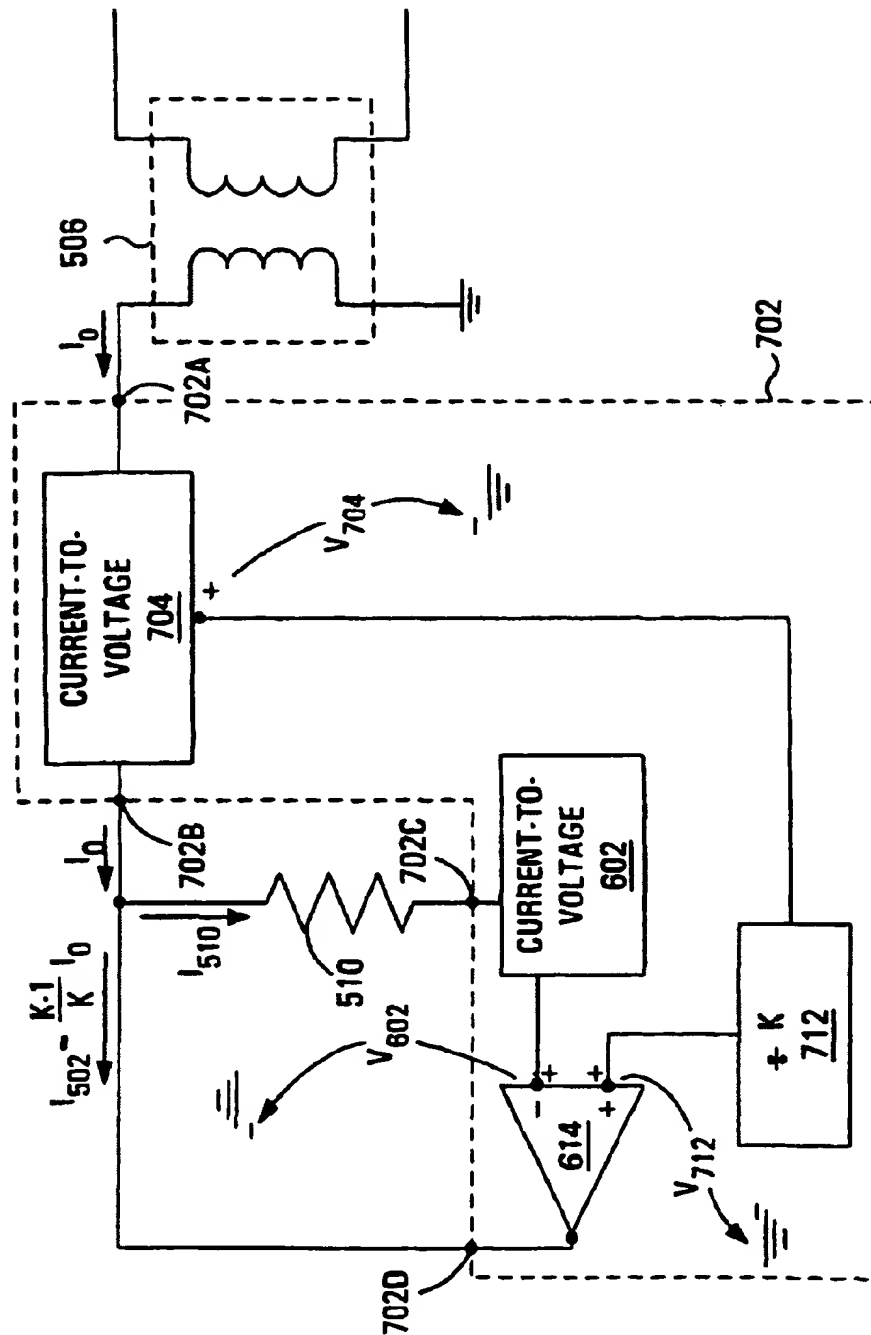 506
I0
702A
702
CURRENT-TO-
VOLTAGE
704
+
V704
-
I0
702B
I510
510
702C
I502 = K-1/K I0
CURRENT-TO-
VOLTAGE
602
V602
-
+
-
+
+
614
÷ K
712
V712
-
702D